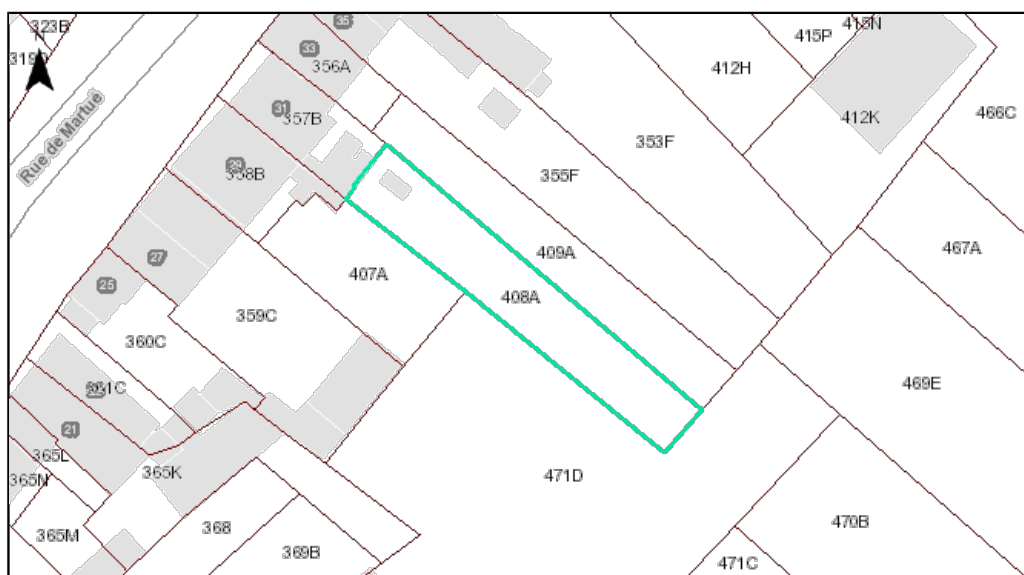 323B
35
415N
415P
319D
N
33
356A
412H
Rue de Martué
31
357B
412K
466C
353F
29
358B
355F
409A
467A
27
407A
408A
25
359C
360C
469E
361C
21
365L
365K
471D
365N
368
470B
365M
369B
471C